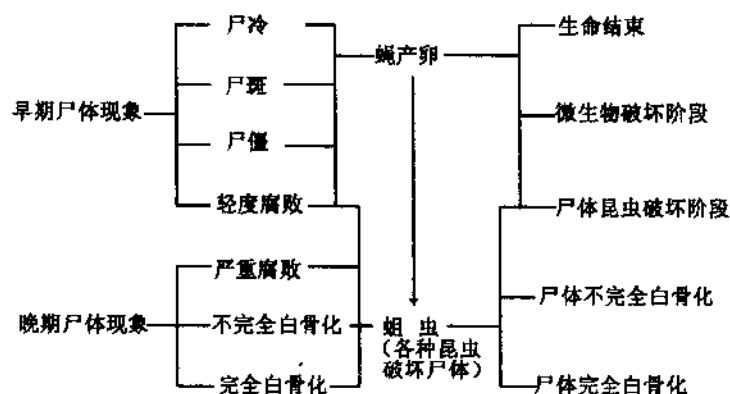 尸冷
生命结束
蝇产卵
尸斑
早期尸体现象
微生物破坏阶段
尸僵
轻度腐败
尸体昆虫破坏阶段
严重腐败
尸体不完全白骨化
晚期尸体现象
不完全白骨化
蛆 虫
(各种昆虫
破坏尸体)
完全白骨化
尸体完全白骨化